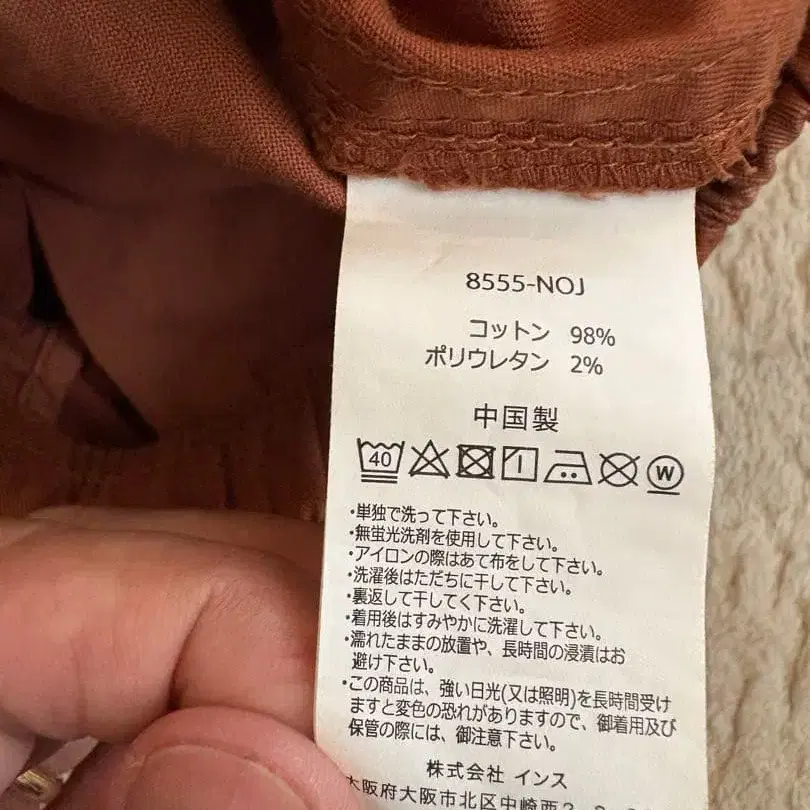 8555-NOJ
コットン 98%
ポリウレタン 2%
中国製
40 W
・単独で洗って下さい。
・無蛍光洗剤を使用して下さい。
・アイロンの際はあて布をして下さい。
・洗濯後はただちに干して下さい。
・裏返して干してく下さい。
・着用後はすみやかに洗濯して下さい。
・濡れたままの放置や、長時間の浸漬はお
避け下さい。
・この商品は、強い日光(又は照明)を長時間受け
ますと変色の恐れがありますので、御着用及び
保管の際には、御注意下さい。
株式会社 インス
大阪府大阪市北区中崎西2